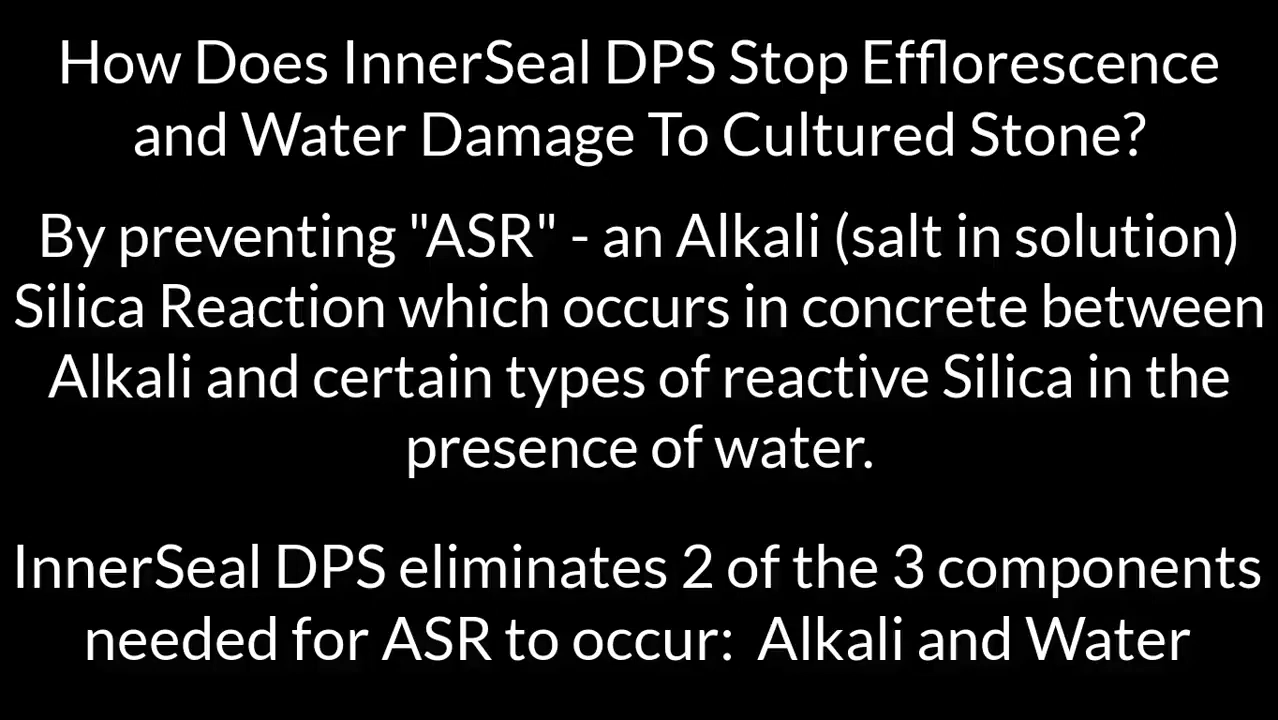 How Does InnerSeal DPS Stop Efflorescence
and Water Damage To Cultured Stone?
By preventing "ASR" - an Alkali (salt in solution)
Silica Reaction which occurs in concrete between
Alkali and certain types of reactive Silica in the
presence of water.
InnerSeal DPS eliminates 2 of the 3 components
needed for ASR to occur:  Alkali and Water